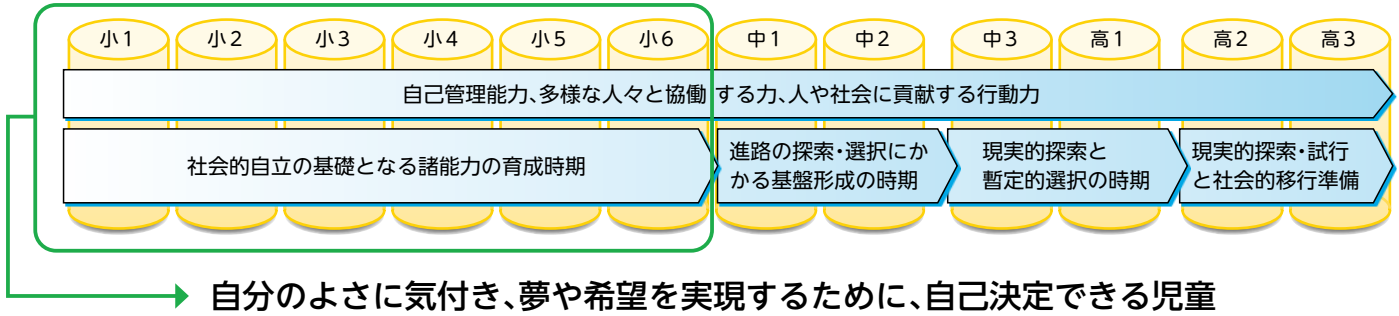 小1 小2 小3 小4 小5 小6 中1 中2 中3 高1 高2 高3
自己管理能力、多様な人々と協働する力、人や社会に貢献する行動力
社会的自立の基礎となる諸能力の育成時期
進路の探索・選択にか
かる基盤形成の時期
現実的探索と
暫定的選択の時期
現実的探索・試行
と社会的移行準備
自分のよさに気付き、夢や希望を実現するために、自己決定できる児童